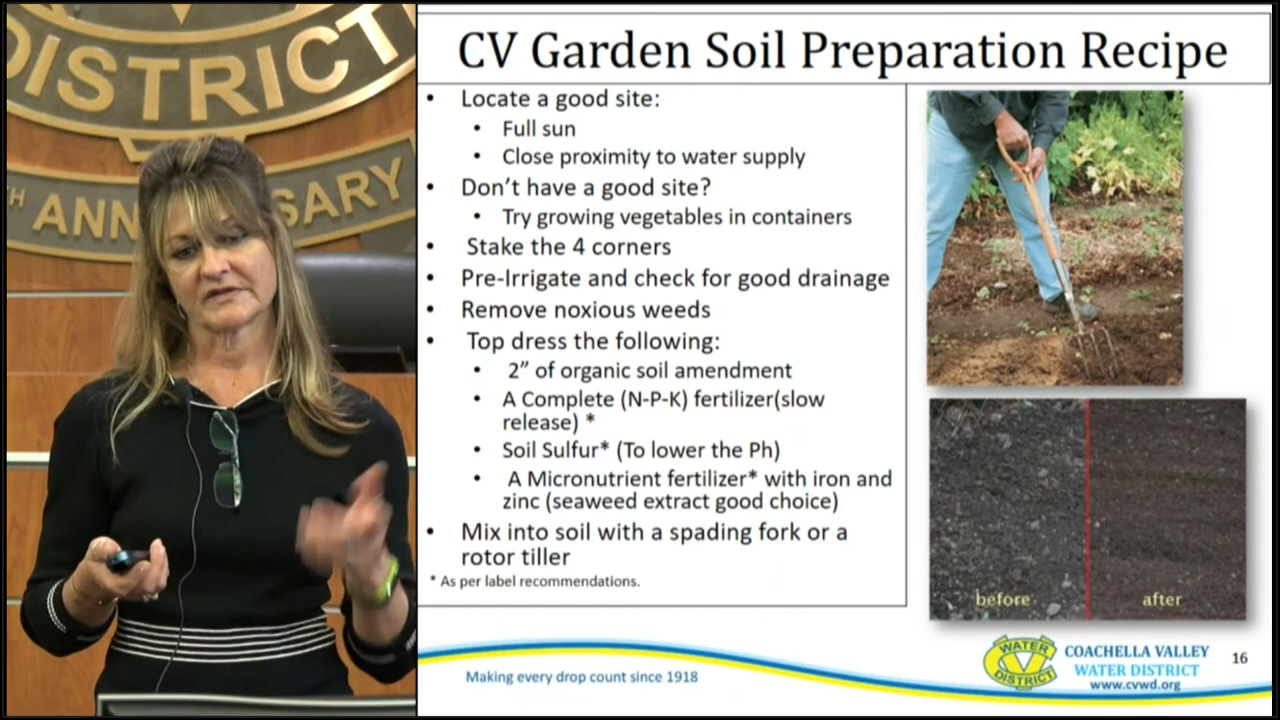 DISTRICT
TH ANN
SARY
CV Garden Soil Preparation Recipe
• Locate a good site:
• Full sun
• Close proximity to water supply
• Don't have a good site?
• Try growing vegetables in containers
• Stake the 4 corners
• Pre-Irrigate and check for good drainage
• Remove noxious weeds
• Top dress the following:
• 2” of organic soil amendment
• A Complete (N-P-K) fertilizer(slow
release) *
• Soil Sulfur* (To lower the Ph)
• A Micronutrient fertilizer* with iron and
zinc (seaweed extract good choice)
• Mix into soil with a spading fork or a
rotor tiller
* As per label recommendations.
before
after
Making every drop count since 1918
WATER
CV
DISTRICT
COACHELLA VALLEY
WATER DISTRICT
www.cvwd.org
16